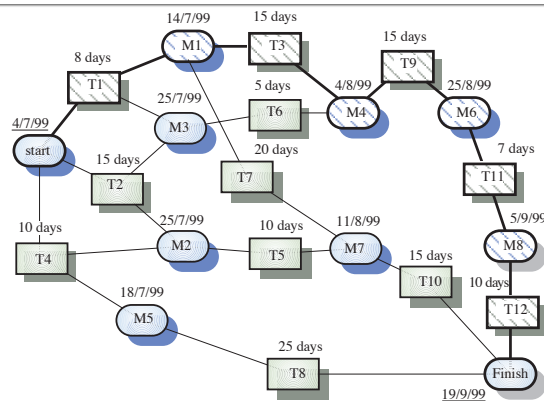 14/7/99
15 days
M1
T3
15 days
8 days
T9
T1
25/7/99
5 days
4/8/99
25/8/99
4/7/99
M3
T6
M4
M6
start
15 days
20 days
7 days
T2
T7
T11
25/7/99
10 days
11/8/99
5/9/99
10 days
M2
T5
M7
M8
T4
15 days
10 days
18/7/99
T10
T12
M5
25 days
T8
Finish
19/9/99